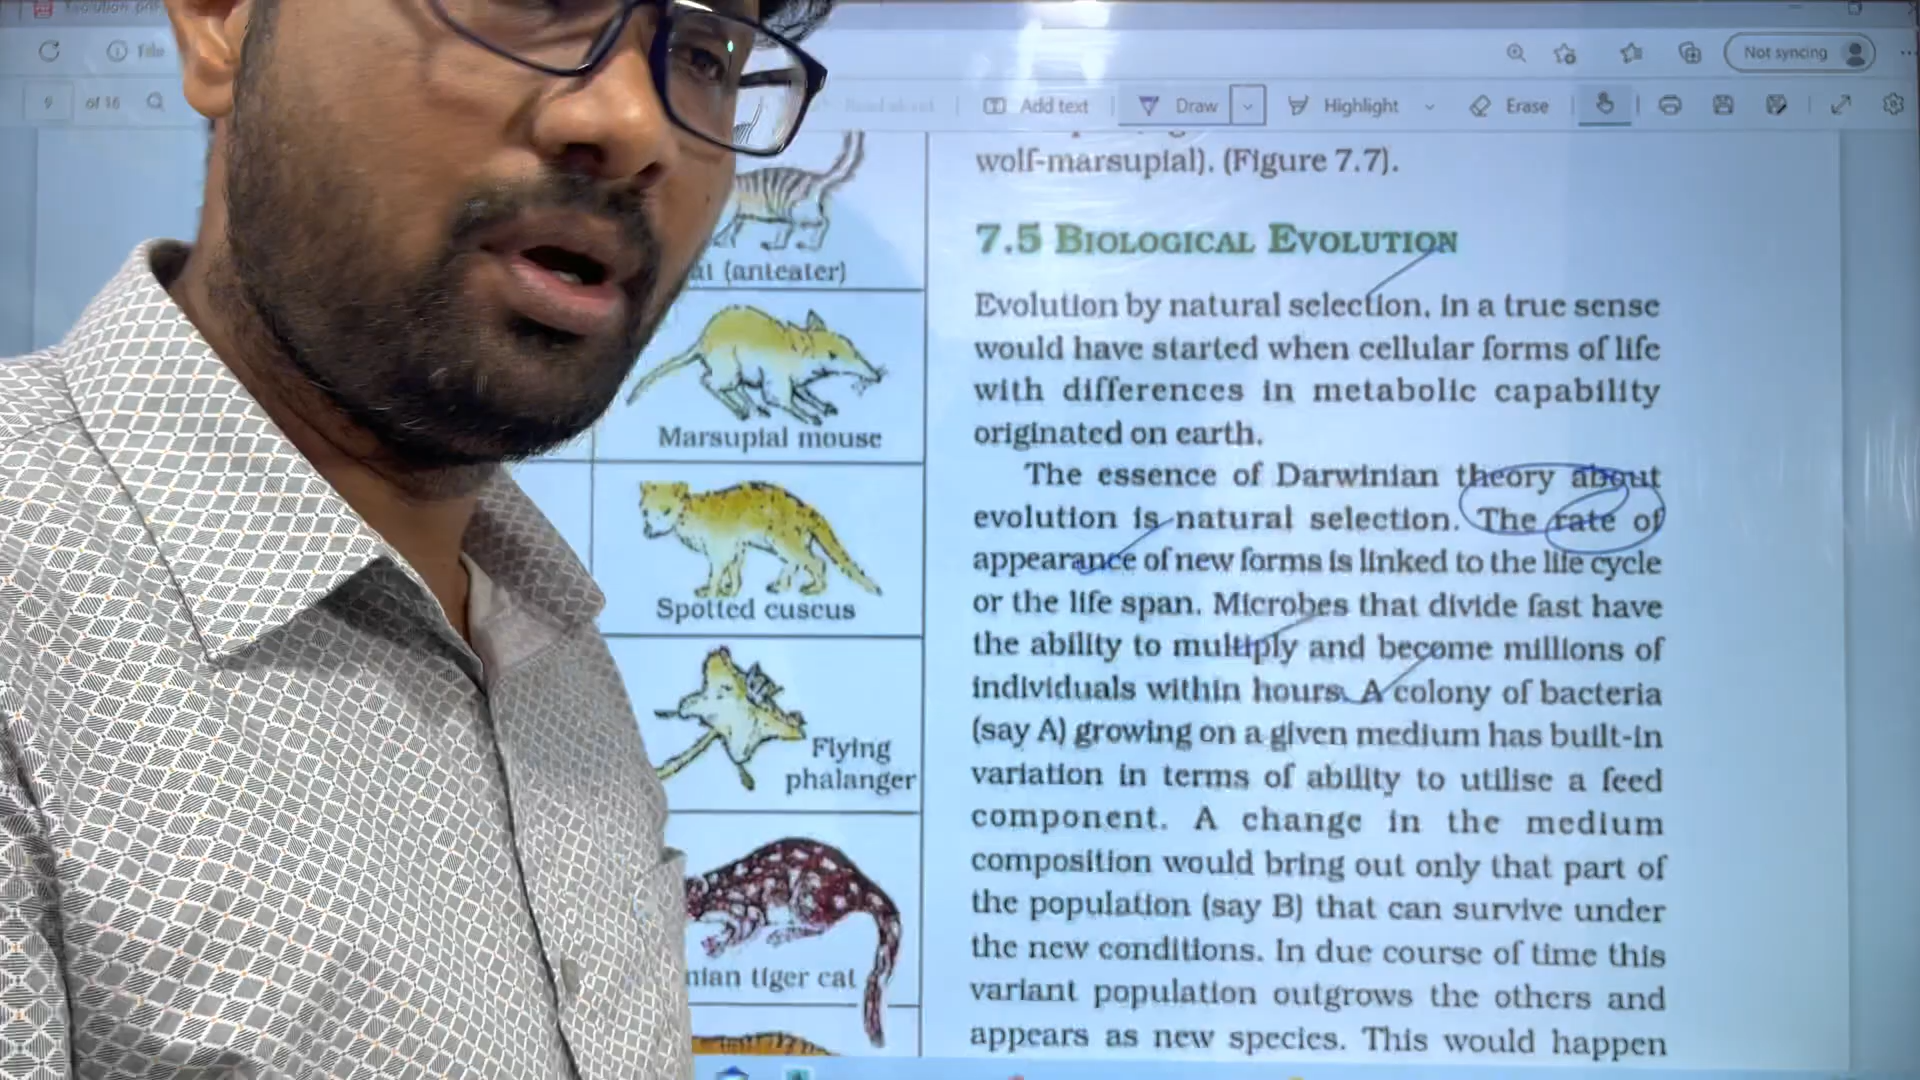 Evolution.pdf
File
Not syncing
9 of 16
Read aloud
Add text
Draw
Highlight
Erase
wolf-marsupial). (Figure 7.7).
7.5 BIOLOGICAL EVOLUTION
Evolution by natural selection, in a true sense
would have started when cellular forms of life
with differences in metabolic capability
originated on earth.
The essence of Darwinian theory about
evolution is natural selection. The rate of
appearance of new forms is linked to the life cycle
or the life span. Microbes that divide fast have
the ability to multiply and become millions of
individuals within hours. A colony of bacteria
(say A) growing on a given medium has built-in
variation in terms of ability to utilise a feed
component. A change in the medium
composition would bring out only that part of
the population (say B) that can survive under
the new conditions. In due course of time this
variant population outgrows the others and
appears as new species. This would happen
(anteater)
Marsupial mouse
Spotted cuscus
Flying
phalanger
tiger cat